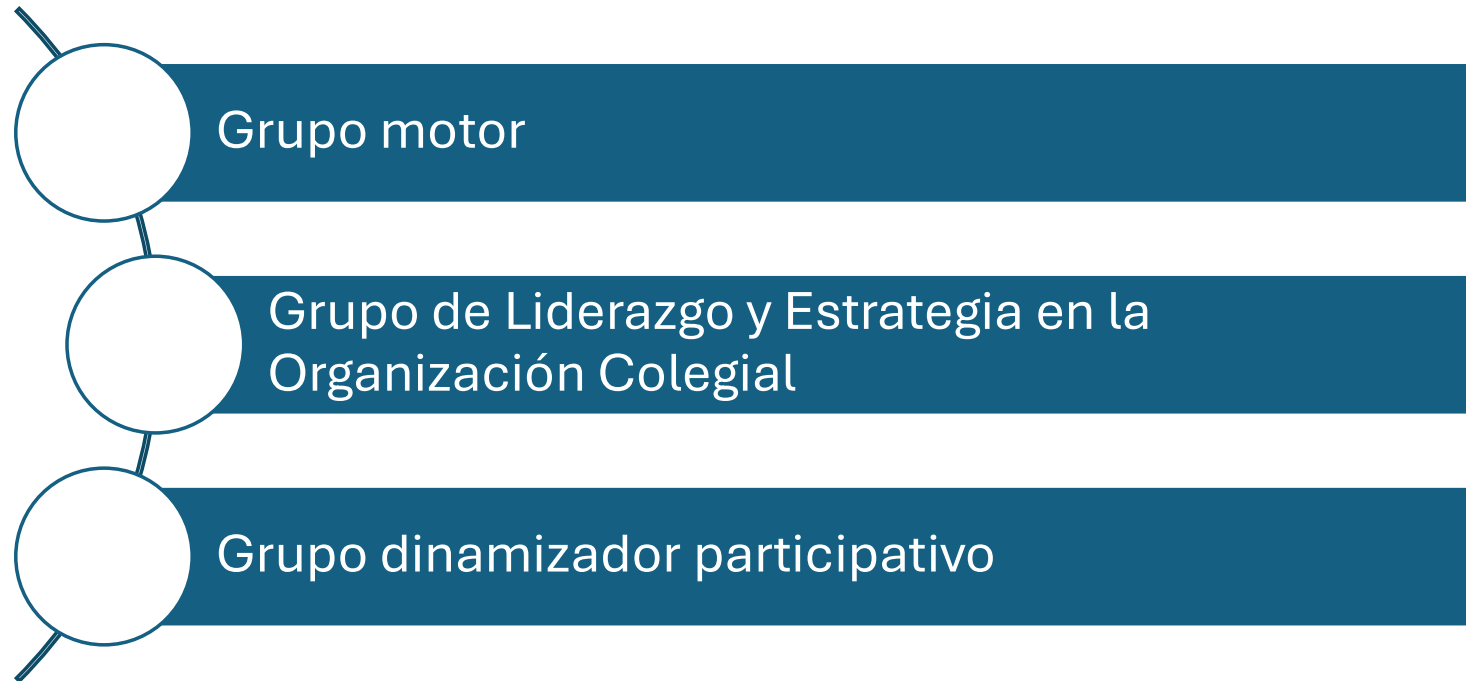 Grupo motor
Grupo de Liderazgo y Estrategia en la
Organización Colegial
Grupo dinamizador participativo